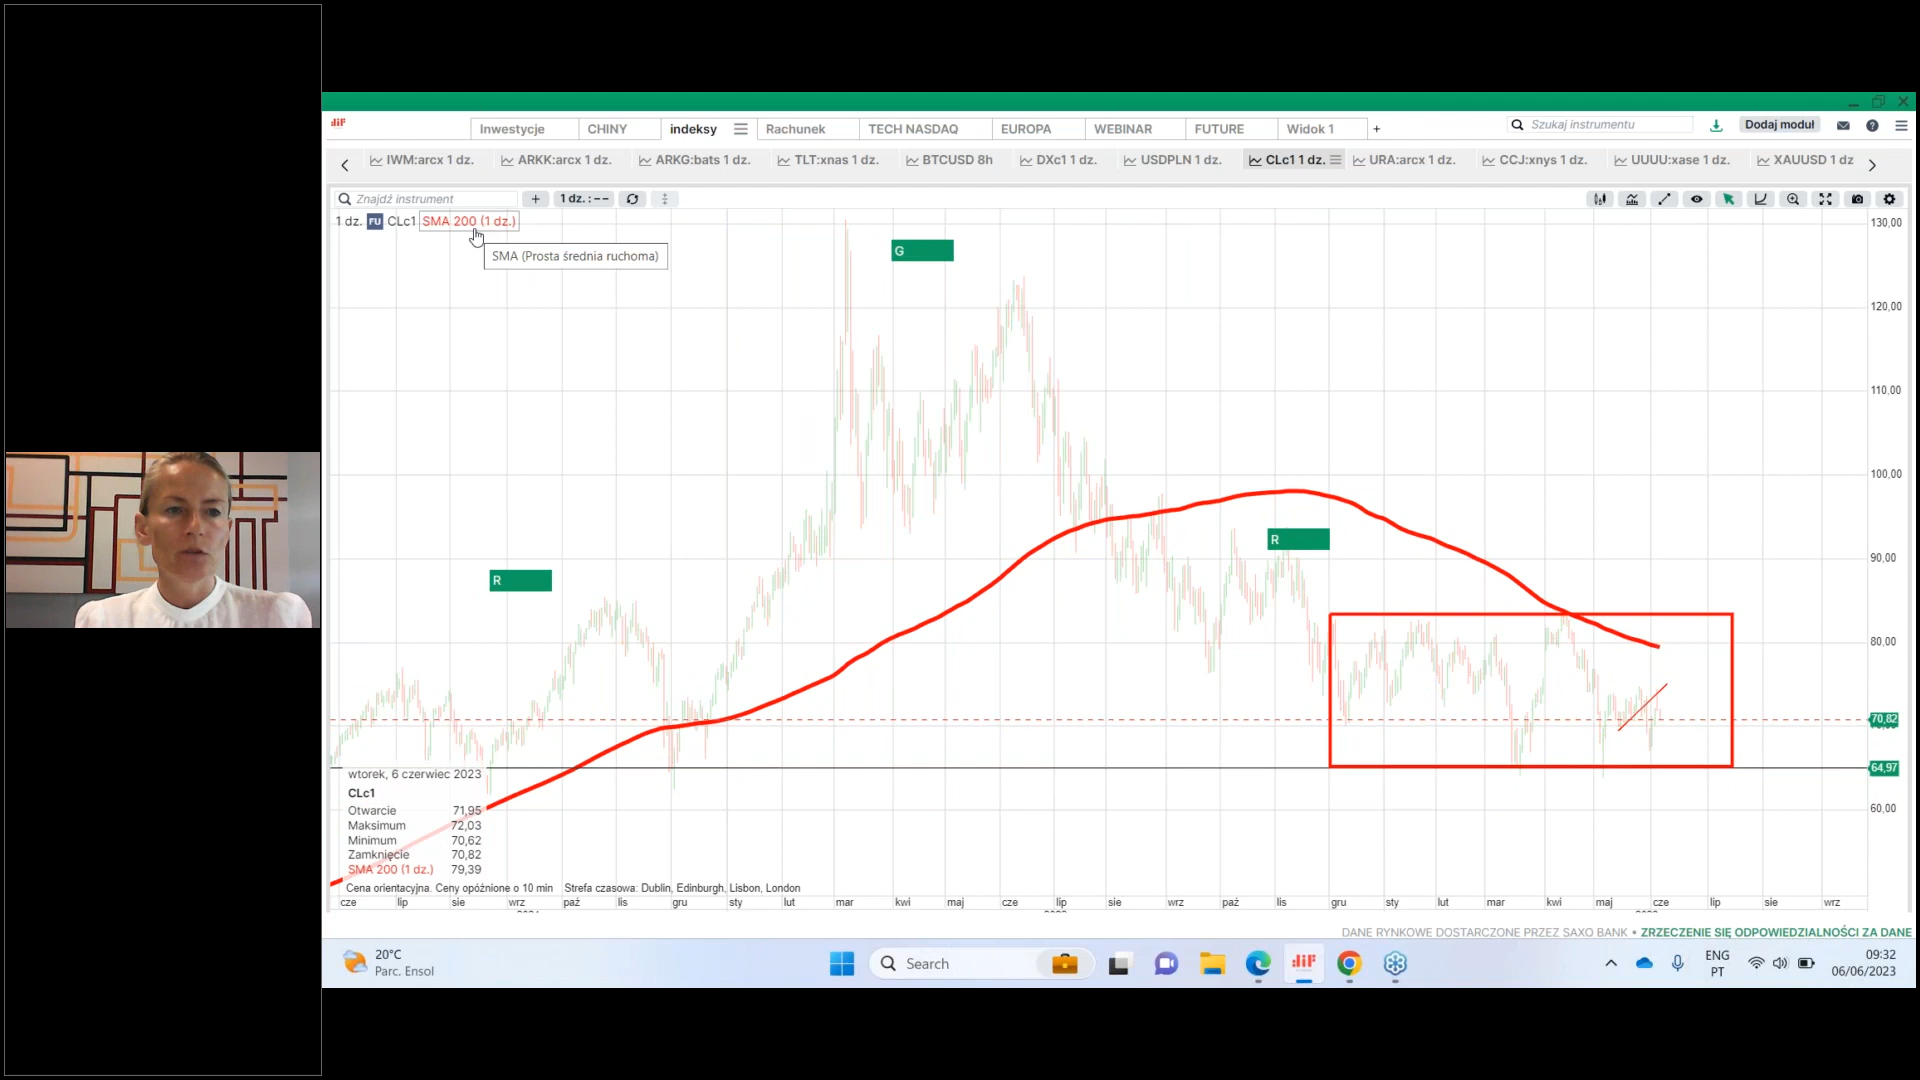 dif
Inwestycje CHINY indeksy Rachunek TECH NASDAQ EUROPA WEBINAR FUTURE Widok 1 +
Szukaj instrumentu Dodaj moduł
IWM:arcx 1 dz. ARKK:arcx 1 dz. ARKG:bats 1 dz. TLT:xnas 1 dz. BTCUSD 8h DXc1 1 dz. USDPLN 1 dz. CLc1 1 dz. URA:arcx 1 dz. CCJ:xnys 1 dz. UUUU:xase 1 dz. XAUUSD 1 dz
Znajdź instrument + 1 dz. : --
1 dz. FU CLc1 SMA 200 (1 dz.)
SMA (Prosta średnia ruchoma)
G
R
R
130,00
120,00
110,00
100,00
90,00
80,00
70,82
64,97
60,00
wtorek, 6 czerwiec 2023
CLc1
Otwarcie 71,95
Maksimum 72,03
Minimum 70,62
Zamknięcie 70,82
SMA 200 (1 dz.) 79,39
Cena orientacyjna. Ceny opóźnione o 10 min Strefa czasowa: Dublin, Edinburgh, Lisbon, London
cze lip sie wrz paź lis gru sty lut mar kwi maj cze lip sie wrz paź lis gru sty lut mar kwi maj cze lip sie wrz
DANE RYNKOWE DOSTARCZONE PRZEZ SAXO BANK • ZRZECZENIE SIĘ ODPOWIEDZIALNOŚCI ZA DANE
20°C
Parc. Ensol
Search
dif
ENG
PT
09:32
06/06/2023